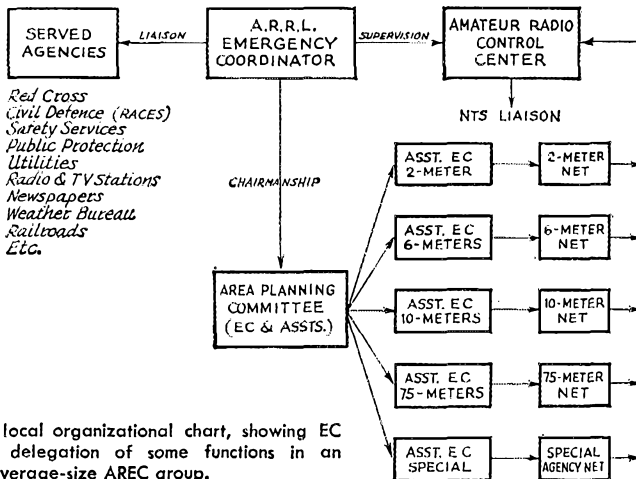 SERVED
AGENCIES
LIAISON
A.R.R.L.
EMERGENCY
COORDINATOR
SUPERVISION
AMATEUR RADIO
CONTROL
CENTER
NTS LIAISON
Red Cross
Civil Defence (RACES)
Safety Services
Public Protection
Utilities
Radio & TV Stations
Newspapers
Weather Bureau
Railroads
Etc.
CHAIRMANSHIP
AREA PLANNING
COMMITTEE
(EC & ASSTS.)
ASST. EC
2-METER
2-METER
NET
ASST. EC
6-METERS
6-METER
NET
ASST. EC
10-METERS
10-METER
NET
ASST. EC
75-METERS
75-METER
NET
ASST. EC
SPECIAL
SPECIAL
AGENCY NET
local organizational chart, showing EC
delegation of some functions in an
verage-size AREC group.